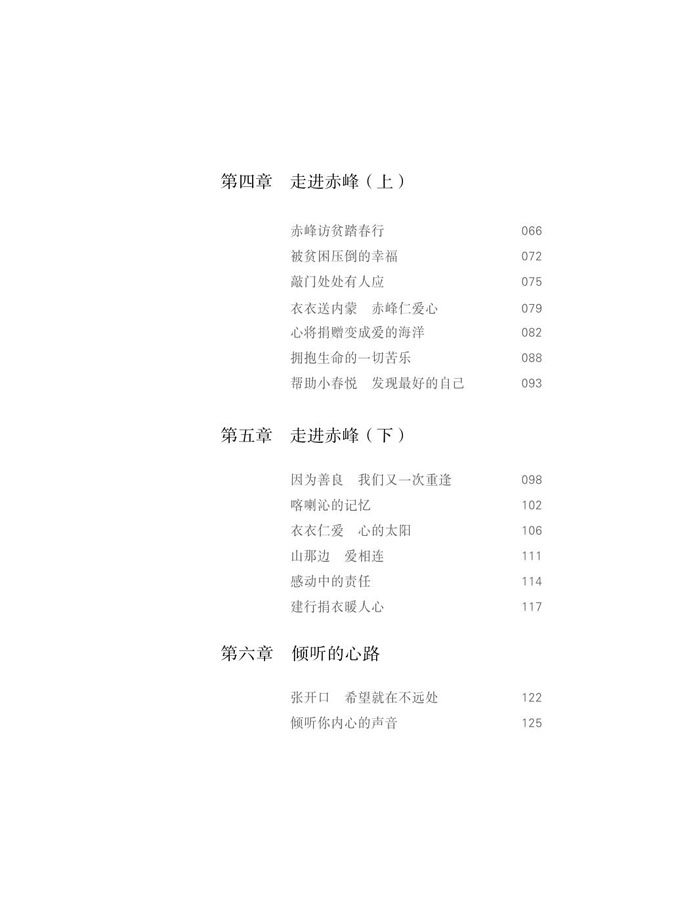 第四章 走进赤峰（上）
赤峰访贫踏春行 066
被贫困压倒的幸福 072
敲门处处有人应 075
衣衣送内蒙 赤峰仁爱心 079
心将捐赠变成爱的海洋 082
拥抱生命的一切苦乐 088
帮助小春悦 发现最好的自己 093
第五章 走进赤峰（下）
因为善良 我们又一次重逢 098
喀喇沁的记忆 102
衣衣仁爱 心的太阳 106
山那边 爱相连 111
感动中的责任 114
建行捐衣暖人心 117
第六章 倾听的心路
张开口 希望就在不远处 122
倾听你内心的声音 125